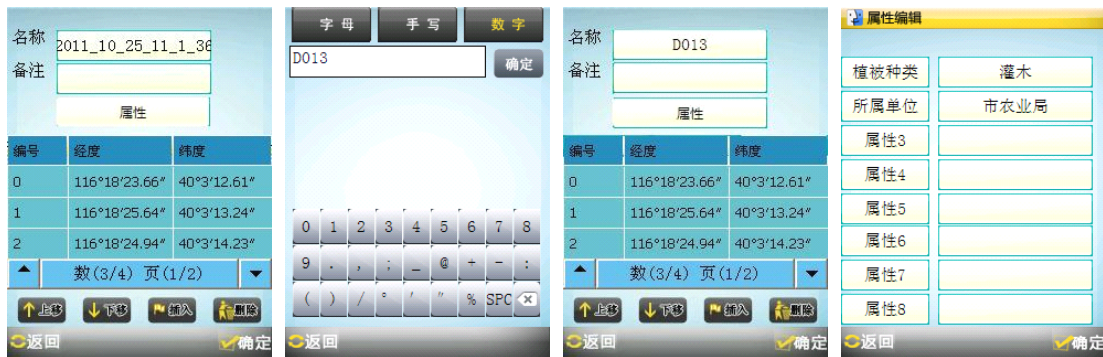 名称 2011_10_25_11_1_36
备注
属性
编号 经度 纬度
0 116°18'23.66" 40°3'12.61"
1 116°18'25.64" 40°3'13.24"
2 116°18'24.94" 40°3'14.23"
数(3/4) 页(1/2)
上移 下移 插入 删除
返回 确定
字母 手写 数字
D013 确定
0 1 2 3 4 5 6 7 8
9 . , ; _ @ + - :
( ) / ° ′ ″ % SPC
返回
名称 D013
备注
属性
编号 经度 纬度
0 116°18'23.66" 40°3'12.61"
1 116°18'25.64" 40°3'13.24"
2 116°18'24.94" 40°3'14.23"
数(3/4) 页(1/2)
上移 下移 插入 删除
返回 确定
属性编辑
植被种类 灌木
所属单位 市农业局
属性3
属性4
属性5
属性6
属性7
属性8
返回 确定